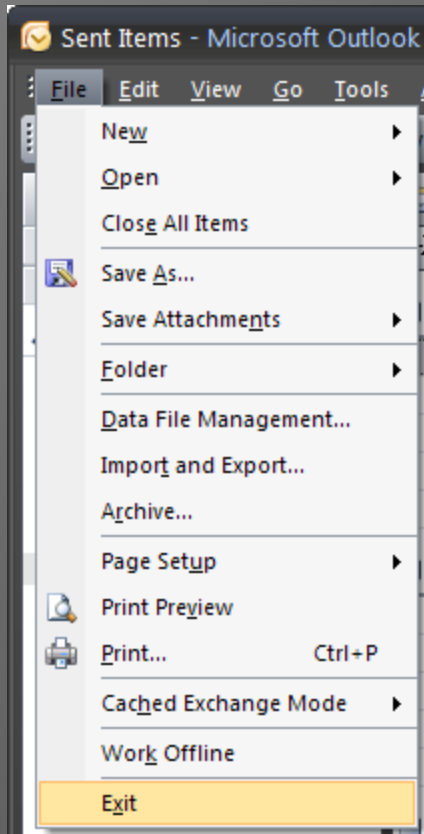 Sent Items - Microsoft Outlook
File Edit View Go Tools
New
Open
Close All Items
Save As...
Save Attachments
Folder
Data File Management...
Import and Export...
Archive...
Page Setup
Print Preview
Print... Ctrl+P
Cached Exchange Mode
Work Offline
Exit